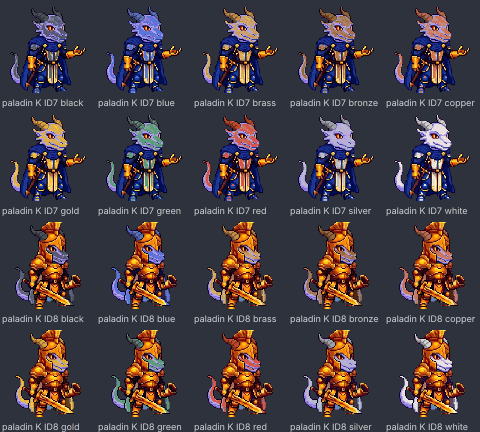 paladin K ID7 black
paladin K ID7 blue
paladin K ID7 brass
paladin K ID7 bronze
paladin K ID7 copper
paladin K ID7 gold
paladin K ID7 green
paladin K ID7 red
paladin K ID7 silver
paladin K ID7 white
paladin K ID8 black
paladin K ID8 blue
paladin K ID8 brass
paladin K ID8 bronze
paladin K ID8 copper
paladin K ID8 gold
paladin K ID8 green
paladin K ID8 red
paladin K ID8 silver
paladin K ID8 white